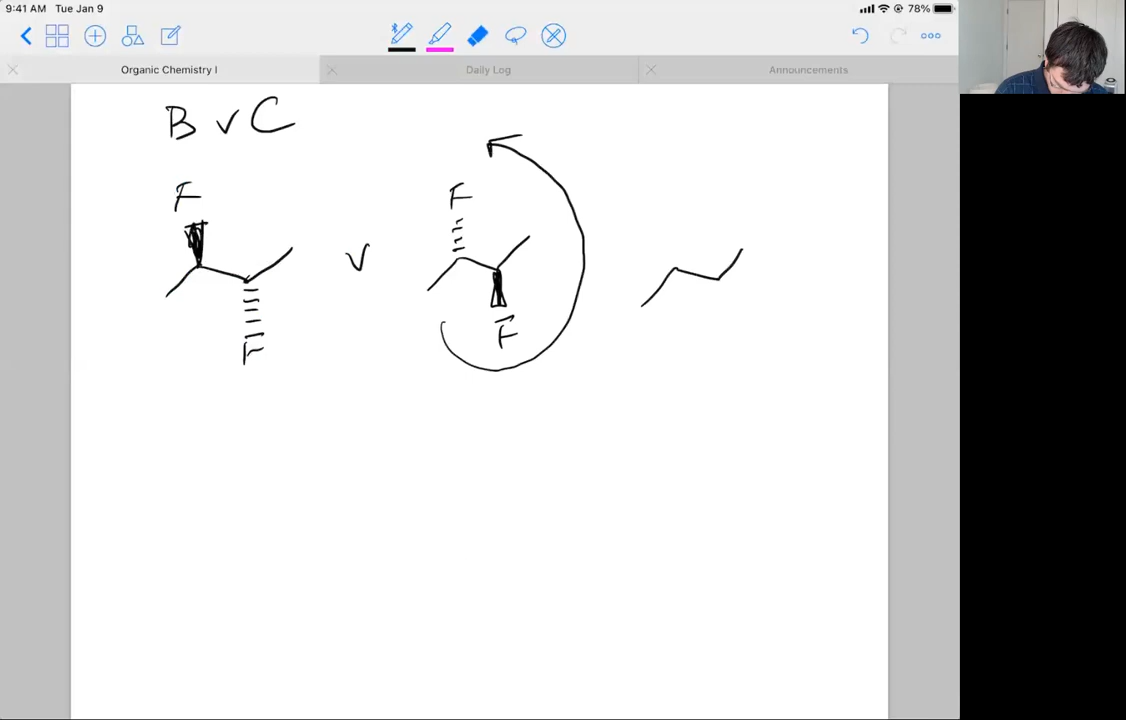 9:41 AM Tue Jan 9
78%
Organic Chemistry I
Daily Log
Announcements
B v C
F
F
v
F
F